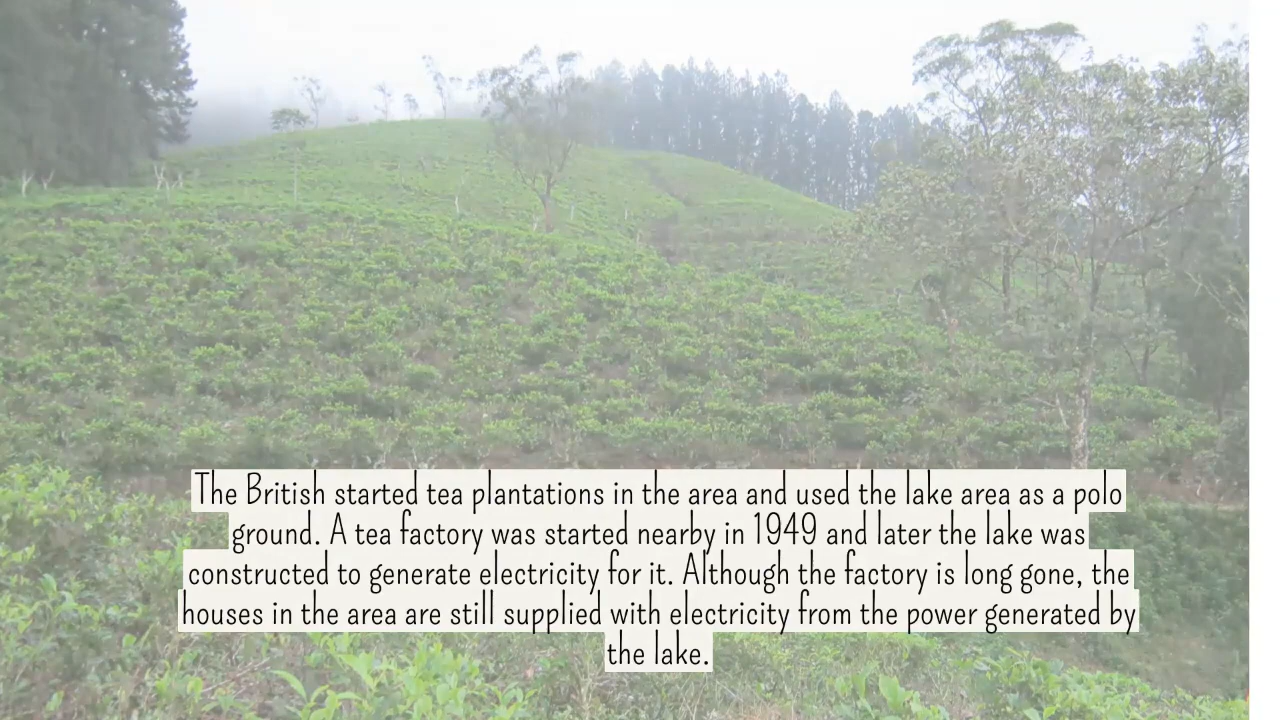 The British started tea plantations in the area and used the lake area as a polo
ground. A tea factory was started nearby in 1949 and later the lake was
constructed to generate electricity for it. Although the factory is long gone, the
houses in the area are still supplied with electricity from the power generated by
the lake.